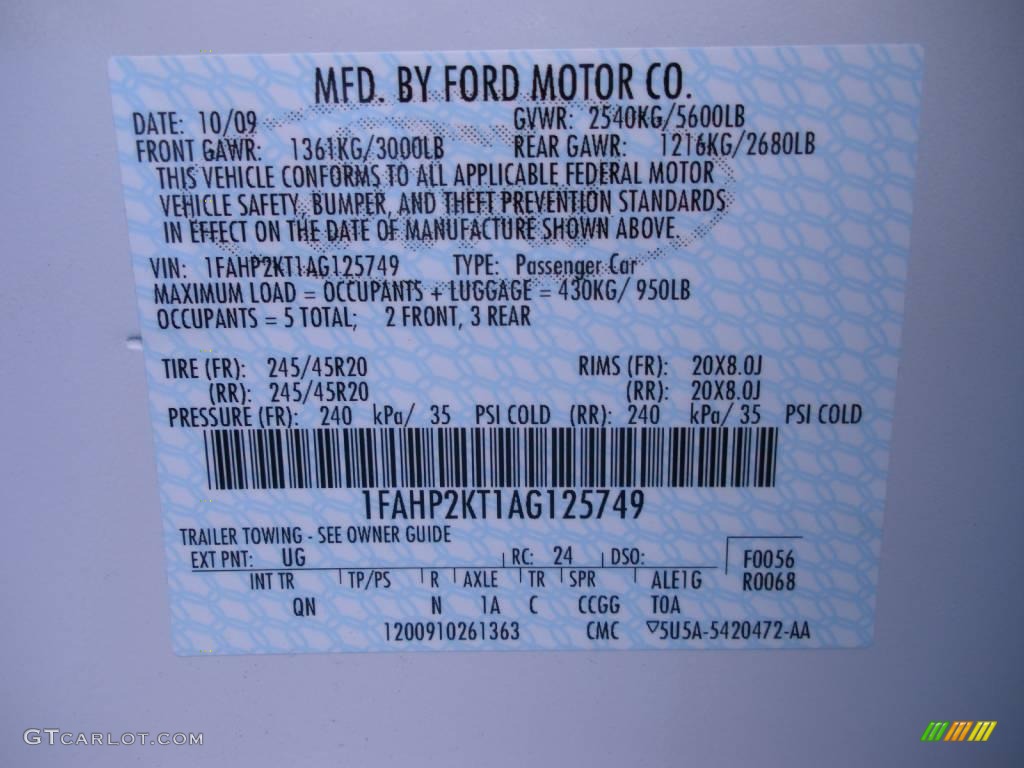 MFD. BY FORD MOTOR CO.
DATE: 10/09 GVWR: 2540KG/5600LB
FRONT GAWR: 1361KG/3000LB REAR GAWR: 1216KG/2680LB
THIS VEHICLE CONFORMS TO ALL APPLICABLE FEDERAL MOTOR
VEHICLE SAFETY, BUMPER, AND THEFT PREVENTION STANDARDS
IN EFFECT ON THE DATE OF MANUFACTURE SHOWN ABOVE.
VIN: 1FAHP2KT1AG125749 TYPE: Passenger Car
MAXIMUM LOAD = OCCUPANTS + LUGGAGE = 430KG/ 950LB
OCCUPANTS = 5 TOTAL; 2 FRONT, 3 REAR
TIRE (FR): 245/45R20 RIMS (FR): 20X8.0J
(RR): 245/45R20 (RR): 20X8.0J
PRESSURE (FR): 240 kPa/ 35 PSI COLD (RR): 240 kPa/ 35 PSI COLD
1FAHP2KT1AG125749
TRAILER TOWING - SEE OWNER GUIDE
EXT PNT: UG RC: 24 DSO: F0056
INT TR TP/PS R AXLE TR SPR ALE1G R0068
QN N 1A C CCGG T0A
1200910261363 CMC ▽5U5A-5420472-AA
GTCARLOT.COM